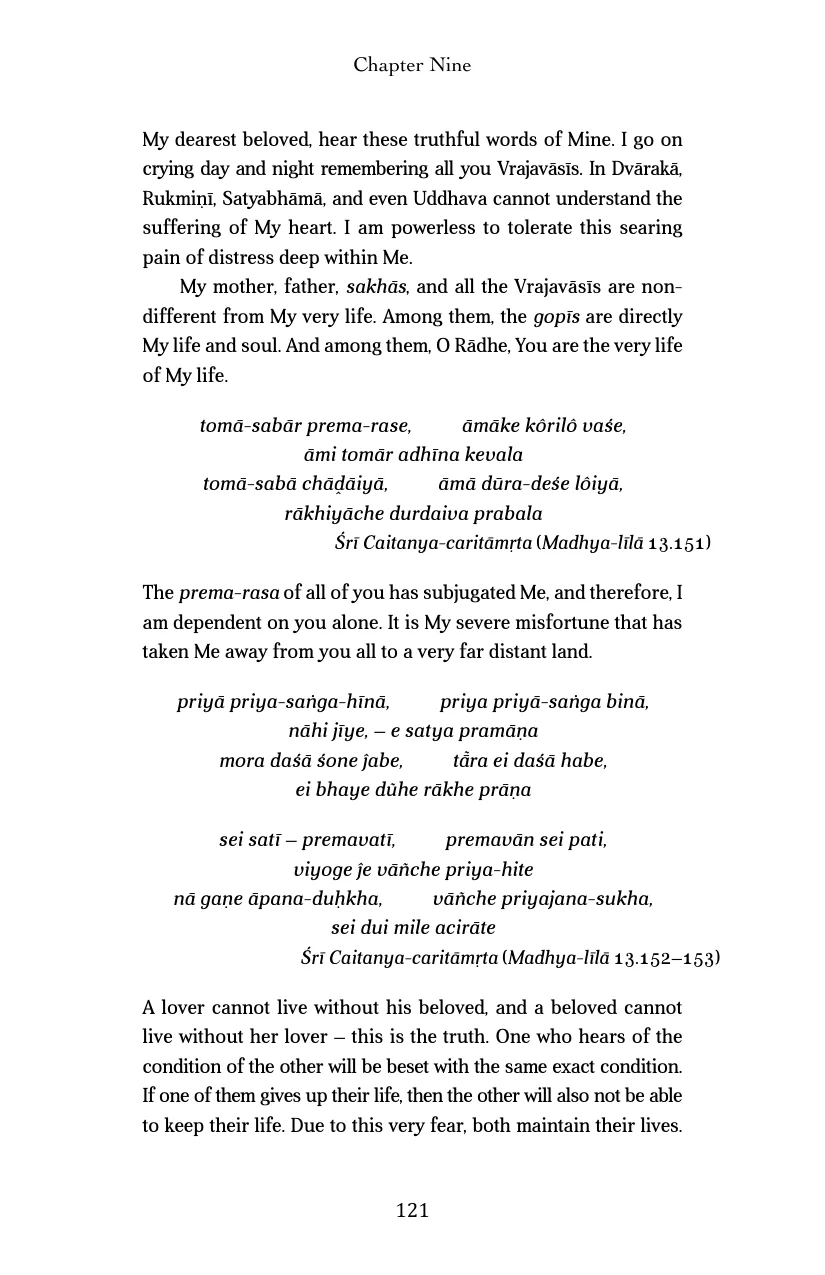 Chapter Nine
My dearest beloved, hear these truthful words of Mine. I go on
crying day and night remembering all you Vrajavāsīs. In Dvārakā,
Rukmiṇī, Satyabhāmā, and even Uddhava cannot understand the
suffering of My heart. I am powerless to tolerate this searing
pain of distress deep within Me.
My mother, father, sakhās, and all the Vrajavāsīs are non-
different from My very life. Among them, the gopīs are directly
My life and soul. And among them, O Rādhe, You are the very life
of My life.
tomā-sabār prema-rase, āmāke kôrilô vaśe,
āmi tomār adhīna kevala
tomā-sabā chāḓāiyā, āmā dūra-deśe lôiyā,
rākhiyāche durdaiva prabala
Śrī Caitanya-caritāmṛta (Madhya-līlā 13.151)
The prema-rasa of all of you has subjugated Me, and therefore, I
am dependent on you alone. It is My severe misfortune that has
taken Me away from you all to a very far distant land.
priyā priya-saṅga-hīnā, priya priyā-saṅga binā,
nāhi jīye, – e satya pramāṇa
mora daśā śone ĵabe, tā̐ra ei daśā habe,
ei bhaye du̐he rākhe prāṇa
sei satī – premavatī, premavān sei pati,
viyoge ĵe vāñche priya-hite
nā gaṇe āpana-duḥkha, vāñche priyajana-sukha,
sei dui mile acirāte
Śrī Caitanya-caritāmṛta (Madhya-līlā 13.152–153)
A lover cannot live without his beloved, and a beloved cannot
live without her lover – this is the truth. One who hears of the
condition of the other will be beset with the same exact condition.
If one of them gives up their life, then the other will also not be able
to keep their life. Due to this very fear, both maintain their lives.
121